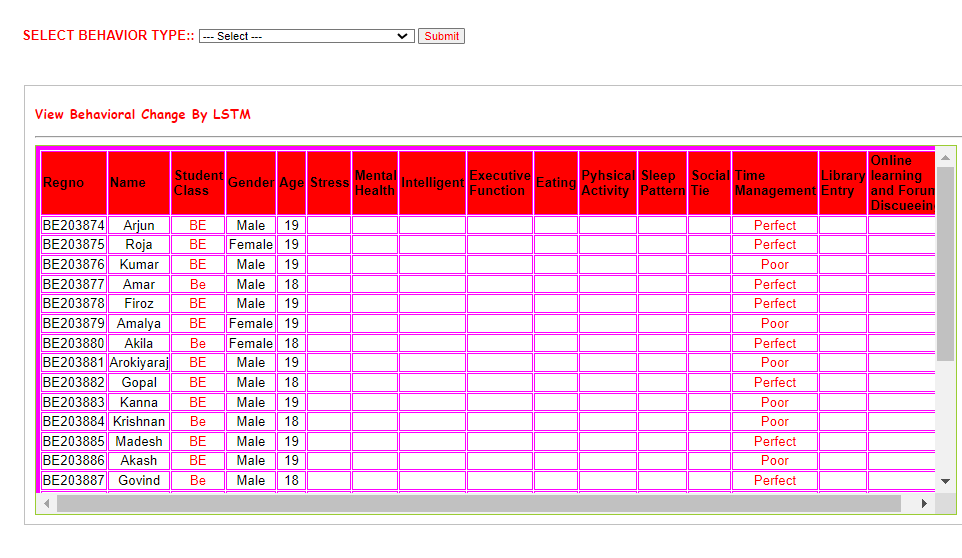 SELECT BEHAVIOR TYPE:: --- Select --- Submit
View Behavioral Change By LSTM
Regno Name Student Class Gender Age Stress Mental Health Intelligent Executive Function Eating Pyhsical Activity Sleep Pattern Social Tie Time Management Library Entry Online learning and Forun Discueeing
BE203874 Arjun BE Male 19 Perfect
BE203875 Roja BE Female 19 Perfect
BE203876 Kumar BE Male 19 Poor
BE203877 Amar Be Male 18 Perfect
BE203878 Firoz BE Male 19 Perfect
BE203879 Amalya BE Female 19 Poor
BE203880 Akila Be Female 18 Perfect
BE203881 Arokiyaraj BE Male 19 Poor
BE203882 Gopal BE Male 18 Perfect
BE203883 Kanna BE Male 19 Poor
BE203884 Krishnan Be Male 18 Poor
BE203885 Madesh BE Male 19 Perfect
BE203886 Akash BE Male 19 Poor
BE203887 Govind Be Male 18 Perfect